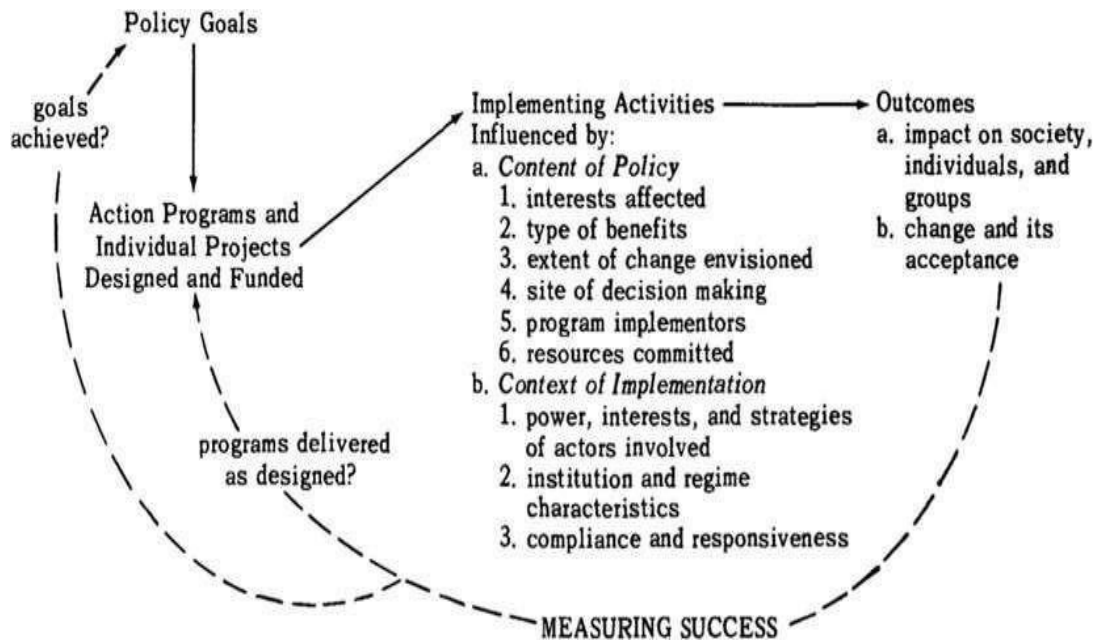 Policy Goals
goals
achieved?
Action Programs and
Individual Projects
Designed and Funded
programs delivered
as designed?
Implementing Activities
Influenced by:
a. Content of Policy
1. interests affected
2. type of benefits
3. extent of change envisioned
4. site of decision making
5. program implementors
6. resources committed
b. Context of Implementation
1. power, interests, and strategies
of actors involved
2. institution and regime
characteristics
3. compliance and responsiveness
Outcomes
a. impact on society,
individuals, and
groups
b. change and its
acceptance
MEASURING SUCCESS